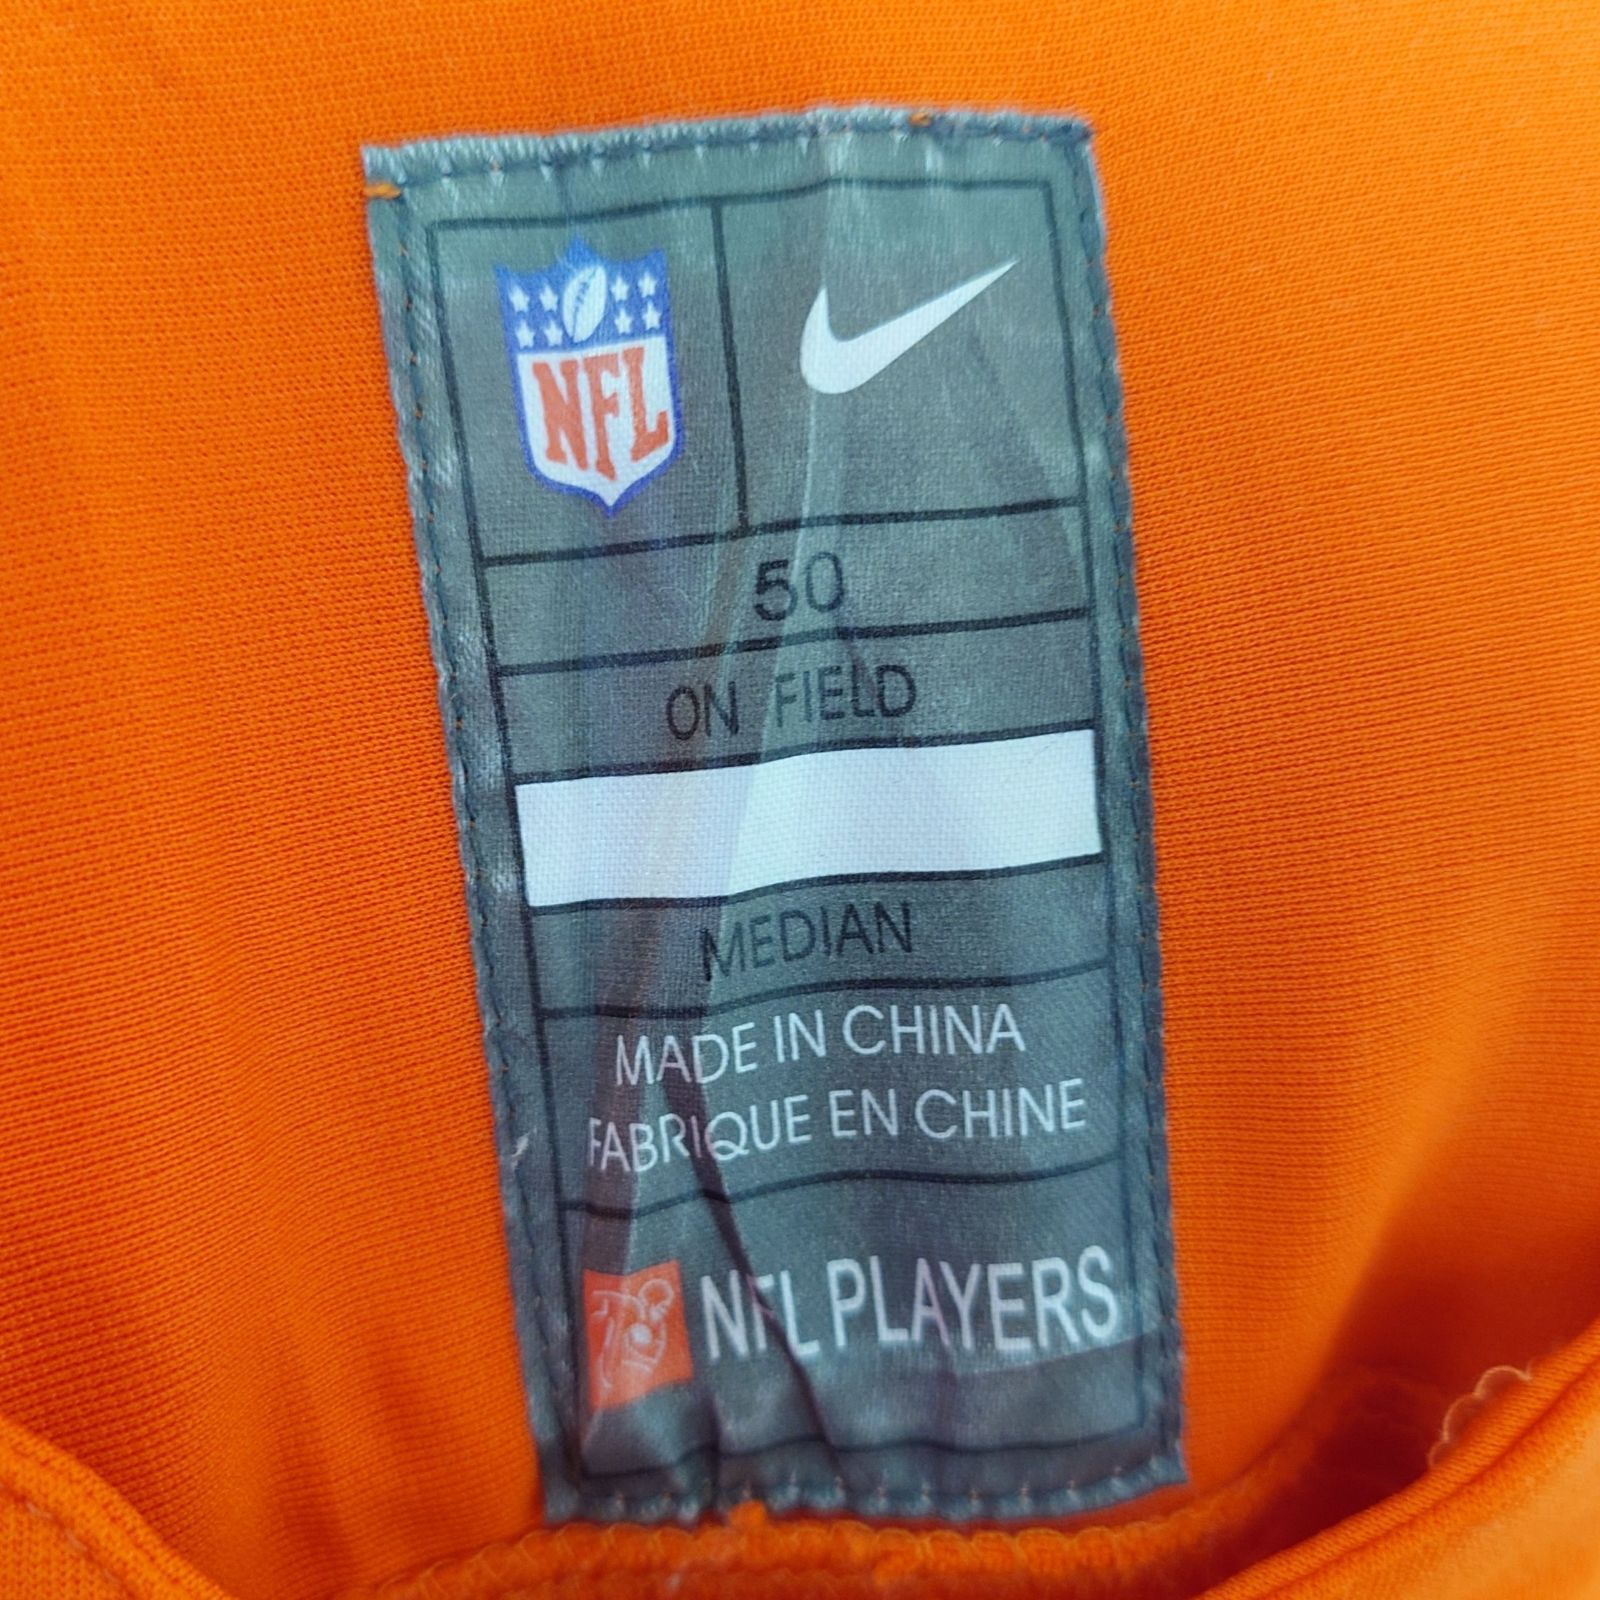 NFL
50
ON FIELD
MEDIAN
MADE IN CHINA
FABRIQUE EN CHINE
NFL PLAYERS